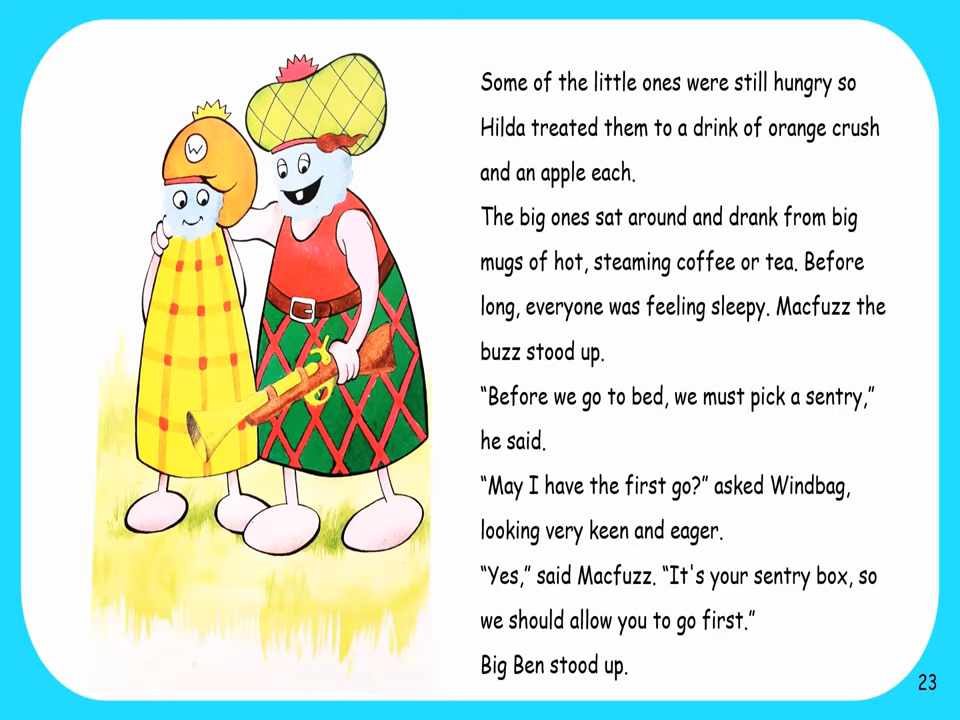 W
Some of the little ones were still hungry so
Hilda treated them to a drink of orange crush
and an apple each.
The big ones sat around and drank from big
mugs of hot, steaming coffee or tea. Before
long, everyone was feeling sleepy. Macfuzz the
buzz stood up.
“Before we go to bed, we must pick a sentry,”
he said.
“May I have the first go?” asked Windbag,
looking very keen and eager.
“Yes,” said Macfuzz. “It's your sentry box, so
we should allow you to go first.”
Big Ben stood up.
23